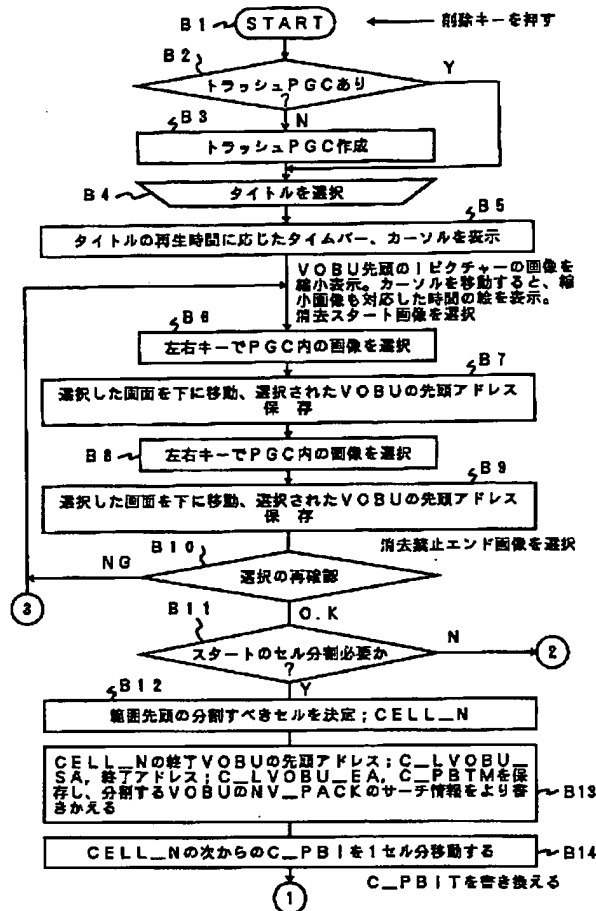 B1
START
削除キーを押す
B2
トラッシュPGCあり
?
Y
N
B3
トラッシュPGC作成
B4
タイトルを選択
B5
タイトルの再生時間に応じたタイムバー、カーソルを表示
VOBU先頭のIピクチャーの画像を
縮小表示。カーソルを移動すると、縮
小画像も対応した時間の絵を表示。
消去スタート画像を選択
B6
左右キーでPGC内の画像を選択
B7
選択した画面を下に移動、選択されたVOBUの先頭アドレス
保 存
B8
左右キーでPGC内の画像を選択
B9
選択した画面を下に移動、選択されたVOBUの先頭アドレス
保 存
消去禁止エンド画像を選択
B10
NG
選択の再確認
3
O.K
B11
スタートのセル分割必要か
?
N
2
Y
B12
範囲先頭の分割すべきセルを決定;CELL_N
CELL_Nの終了VOBUの先頭アドレス;C_LVOBU_
SA,終了アドレス;C_LVOBU_EA,C_PBTMを保
存し、分割するVOBUのNV_PACKのサーチ情報をより書
きかえる
B13
CELL_Nの次からのC_PBIを1セル分移動する
B14
C_PBITを書き換える
1